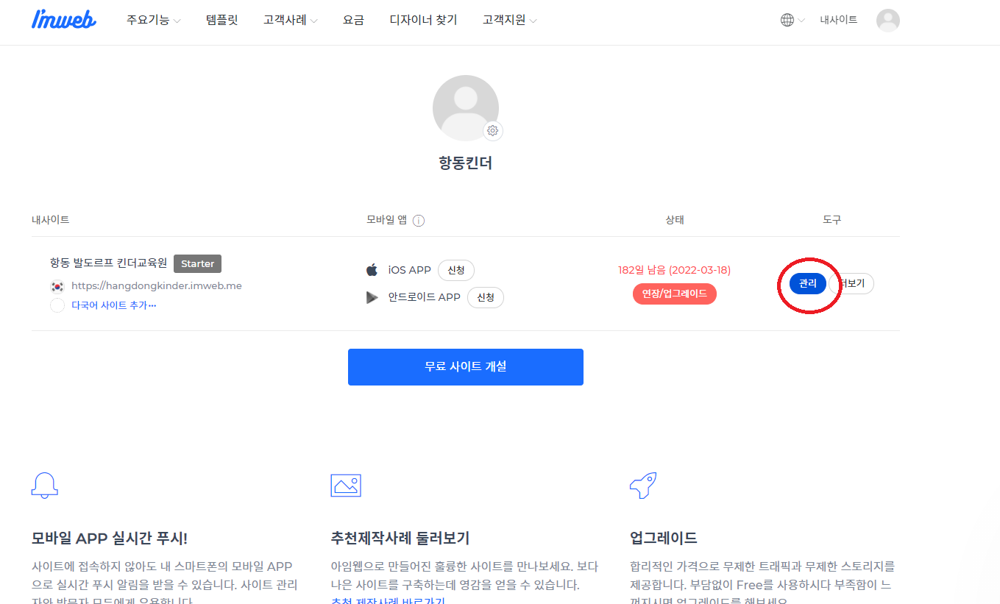 I'mweb 주요기능 템플릿 고객사례 요금 디자이너 찾기 고객지원 내사이트
항동킨더
내사이트 모바일 앱 상태 도구
항동 발도르프 킨더교육원 Starter
https://hangdongkinder.imweb.me
다국어 사이트 추가···
iOS APP 신청
안드로이드 APP 신청
182일 남음 (2022-03-18)
연장/업그레이드
관리 더보기
무료 사이트 개설
모바일 APP 실시간 푸시!
사이트에 접속하지 않아도 내 스마트폰의 모바일 APP
으로 실시간 푸시 알림을 받을 수 있습니다. 사이트 관리
자와 방문자 모두에게 유용합니다.
추천제작사례 둘러보기
아임웹으로 만들어진 훌륭한 사이트를 만나보세요. 보다
나은 사이트를 구축하는데 영감을 얻을 수 있습니다.
추천 제작사례 바로가기
업그레이드
합리적인 가격으로 무제한 트래픽과 무제한 스토리지를
제공합니다. 부담없이 Free를 사용하시다 부족함이 느
껴지시면 업그레이드를 해보세요.